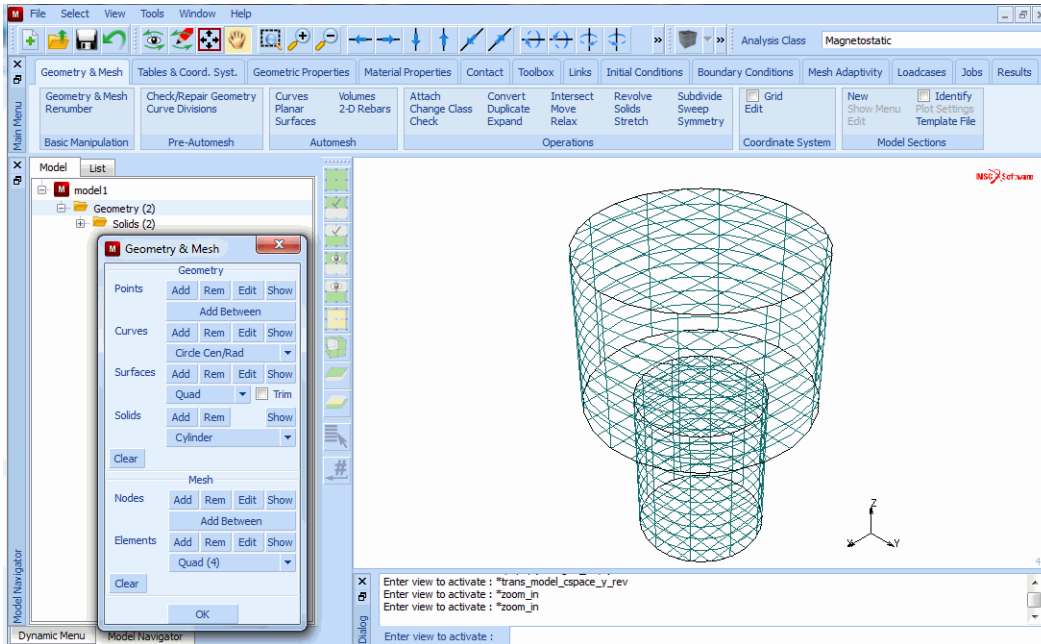 File Select View Tools Window Help
» » Analysis Class Magnetostatic
Geometry & Mesh Tables & Coord. Syst. Geometric Properties Material Properties Contact Toolbox Links Initial Conditions Boundary Conditions Mesh Adaptivity Loadcases Jobs Results
Main Menu
Geometry & Mesh Check/Repair Geometry Curves Volumes Attach Convert Intersect Revolve Subdivide Grid New Identify
Renumber Curve Divisions Planar 2-D Rebars Change Class Duplicate Move Solids Sweep Edit Show Menu Plot Settings
Surfaces Check Expand Relax Stretch Symmetry Edit Template File
Basic Manipulation Pre-Automesh Automesh Operations Coordinate System Model Sections
Model List
model1
Geometry (2)
Solids (2)
Geometry & Mesh
Geometry
Points Add Rem Edit Show
Add Between
Curves Add Rem Edit Show
Circle Cen/Rad
Surfaces Add Rem Edit Show
Quad Trim
Solids Add Rem Show
Cylinder
Clear
Mesh
Nodes Add Rem Edit Show
Add Between
Elements Add Rem Edit Show
Quad (4)
Clear
OK
Model Navigator
Dynamic Menu Model Navigator
MSC Software
Z
X Y
4
Dialog
Enter view to activate : *trans_model_cspace_y_rev
Enter view to activate : *zoom_in
Enter view to activate : *zoom_in
Enter view to activate :